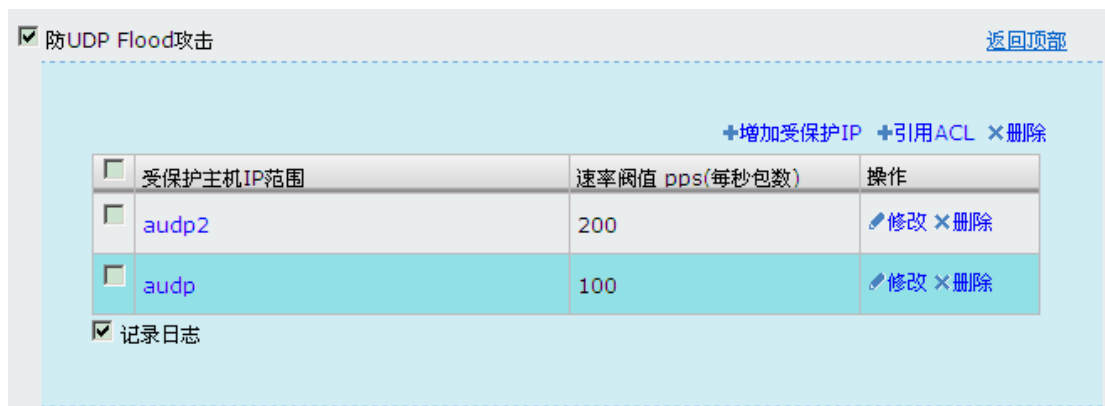 防UDP Flood攻击 返回顶部
增加受保护IP 引用ACL 删除
受保护主机IP范围 速率阀值 pps(每秒包数) 操作
audp2 200 修改 删除
audp 100 修改 删除
记录日志